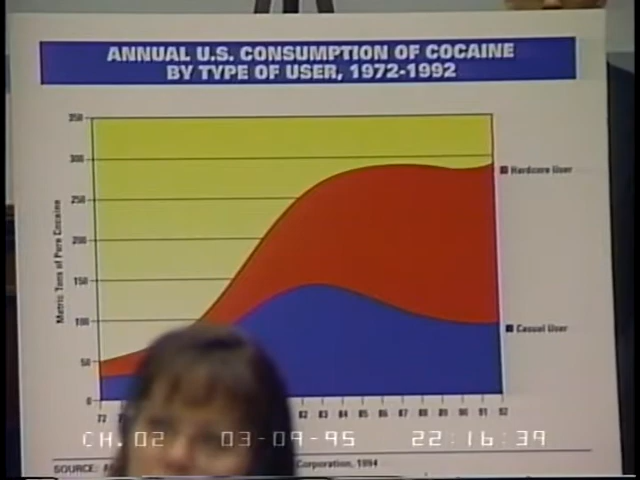 ANNUAL U.S. CONSUMPTION OF COCAINE
BY TYPE OF USER, 1972-1992
Metric Tons of Pure Cocaine
350
300
250
200
150
100
50
0
72 82 83 84 85 86 87 88 89 90 91 92
Hardcore User
Casual User
CH.02 03-09-95 22:16:39
SOURCE: Corporation, 1994